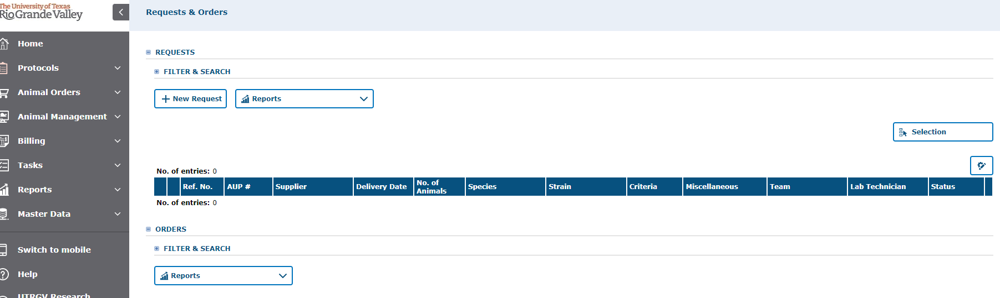 The University of Texas
Rio Grande Valley
Requests & Orders
Home
Protocols
Animal Orders
Animal Management
Billing
Tasks
Reports
Master Data
Switch to mobile
Help
UTRGV Research
REQUESTS
FILTER & SEARCH
New Request
Reports
Selection
No. of entries: 0
Ref. No. AUP # Supplier Delivery Date No. of Animals Species Strain Criteria Miscellaneous Team Lab Technician Status
No. of entries: 0
ORDERS
FILTER & SEARCH
Reports